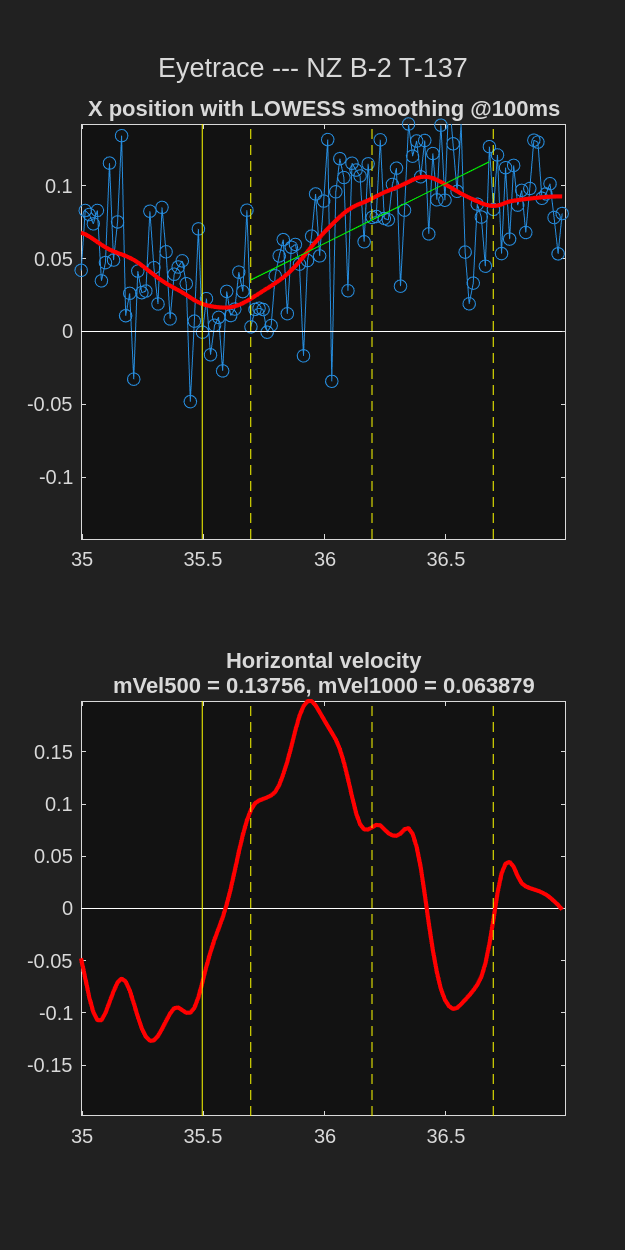 Eyetrace --- NZ B-2 T-137
X position with LOWESS smoothing @100ms
0.1
0.05
0
-0.05
-0.1
35 35.5 36 36.5
Horizontal velocity
mVel500 = 0.13756, mVel1000 = 0.063879
0.15
0.1
0.05
0
-0.05
-0.1
-0.15
35 35.5 36 36.5